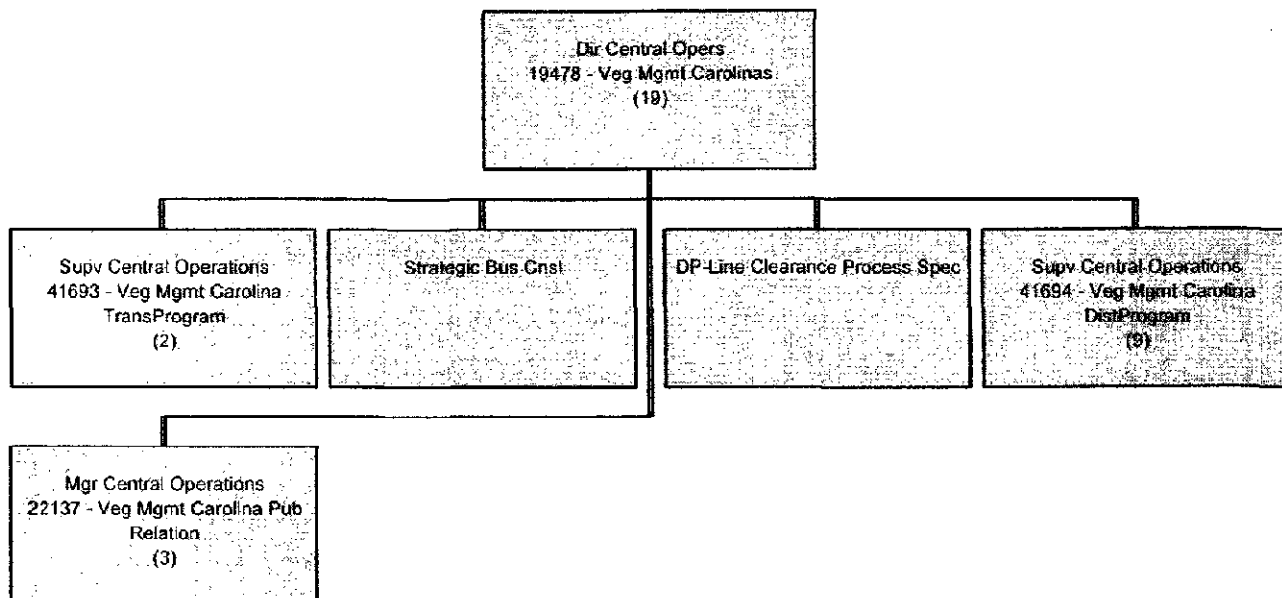 Dir Central Opers
19478 - Veg Mgmt Carolinas
(19)
Supv Central Operations
41693 - Veg Mgmt Carolina
TransProgram
(2)
Strategic Bus Cnsl
DP-Line Clearance Process Spec
Supv Central Operations
41694 - Veg Mgmt Carolina
DistProgram
(9)
Mgr Central Operations
22137 - Veg Mgmt Carolina Pub
Relation
(3)